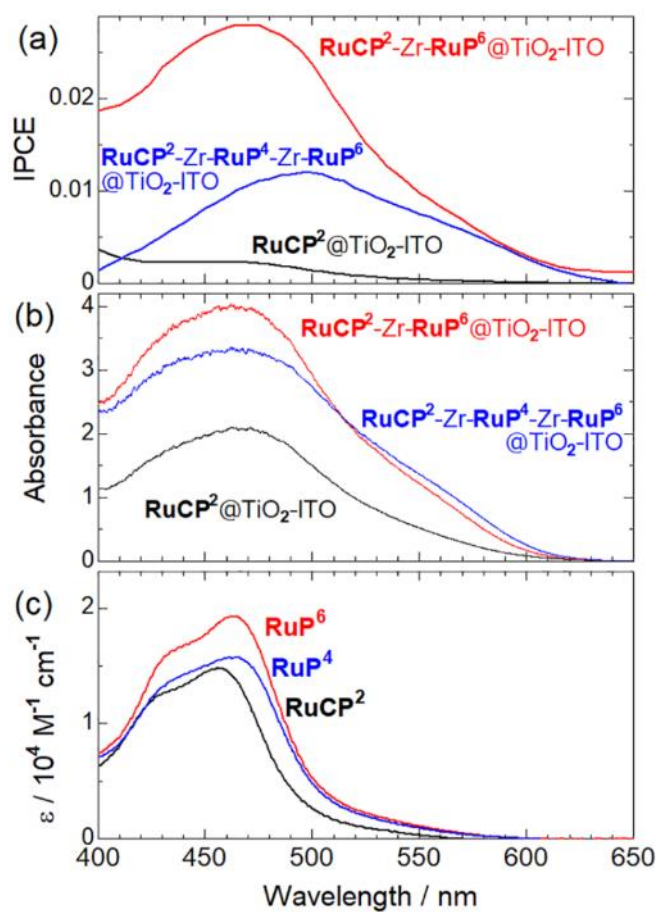 (a)
RuCP²-Zr-RuP⁶@TiO₂-ITO
0.02
IPCE
RuCP²-Zr-RuP⁴-Zr-RuP⁶
@TiO₂-ITO
0.01
RuCP²@TiO₂-ITO
0
(b)
4
RuCP²-Zr-RuP⁶@TiO₂-ITO
3
Absorbance
RuCP²-Zr-RuP⁴-Zr-RuP⁶
@TiO₂-ITO
2
1
RuCP²@TiO₂-ITO
0
(c)
2
RuP⁶
RuP⁴
RuCP²
ε / 10⁴ M⁻¹ cm⁻¹
1
0
400 450 500 550 600 650
Wavelength / nm